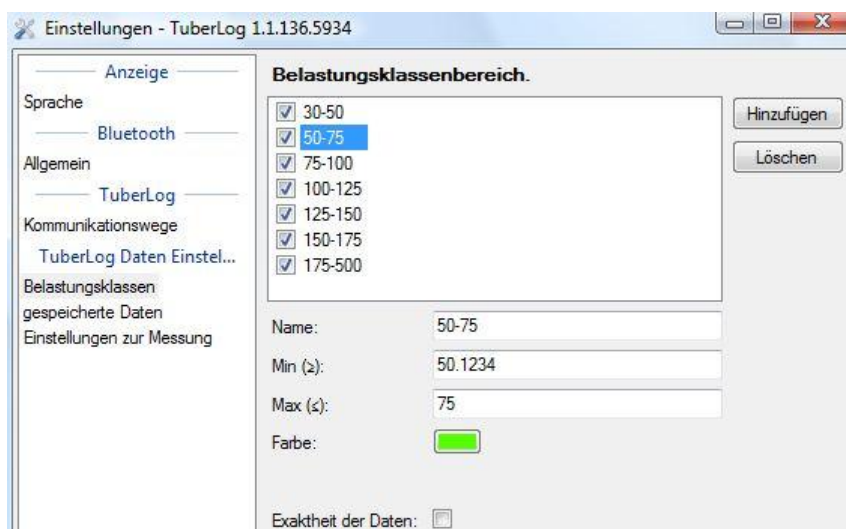 Einstellungen - TuberLog 1.1.136.5934
Anzeige
Sprache
Bluetooth
Allgemein
TuberLog
Kommunikationswege
TuberLog Daten Einstel...
Belastungsklassen
gespeicherte Daten
Einstellungen zur Messung
Belastungsklassenbereich.
30-50
50-75
75-100
100-125
125-150
150-175
175-500
Hinzufügen
Löschen
Name: 50-75
Min (≥): 50.1234
Max (≤): 75
Farbe:
Exaktheit der Daten: